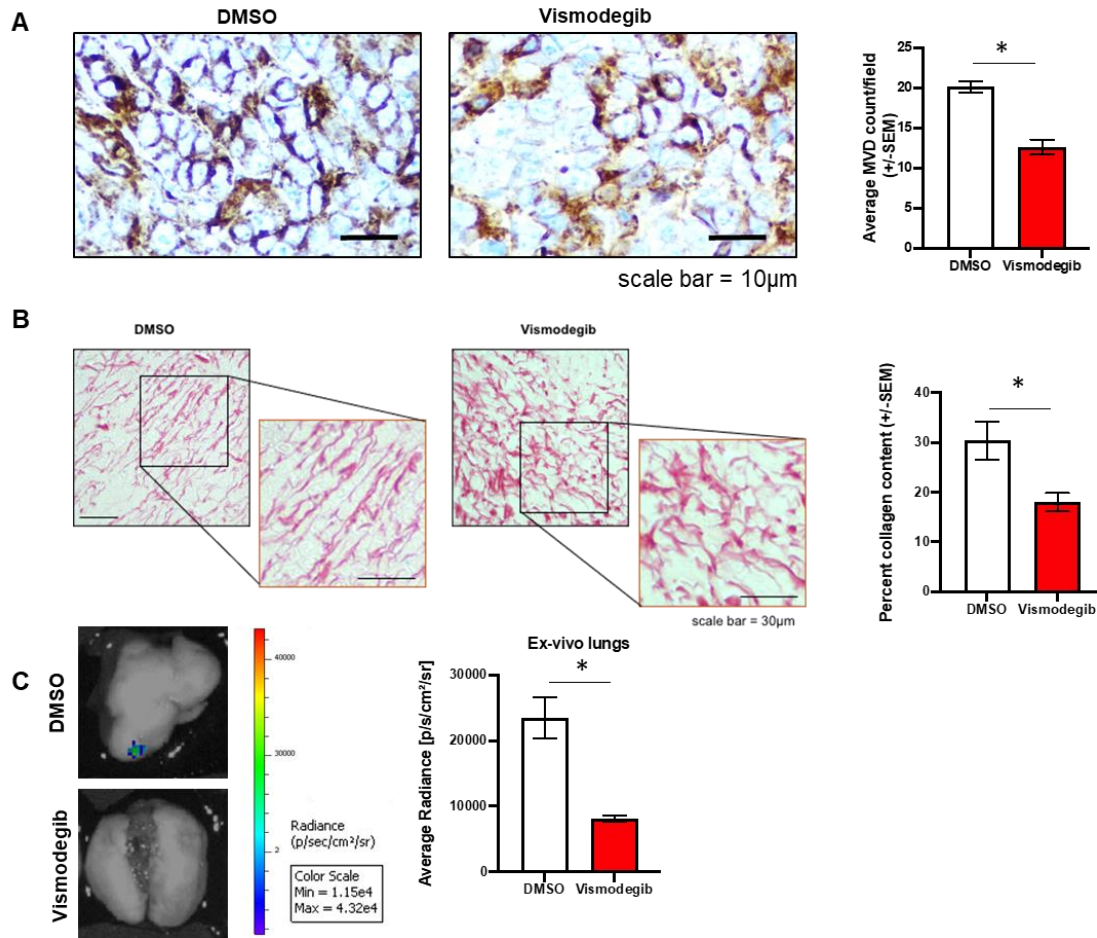 A
DMSO
Vismodegib
scale bar = 10µm
Average MVD count/field
(+/-SEM)
25
20
15
10
5
0
*
DMSO
Vismodegib
B
DMSO
Vismodegib
scale bar = 30µm
Percent collagen content (+/-SEM)
40
30
20
10
0
*
DMSO
Vismodegib
C
DMSO
Vismodegib
40000
30000
2
Radiance
(p/sec/cm²/sr)
Color Scale
Min = 1.15e4
Max = 4.32e4
Ex-vivo lungs
Average Radiance [p/s/cm²/sr]
30000
20000
10000
0
*
DMSO
Vismodegib